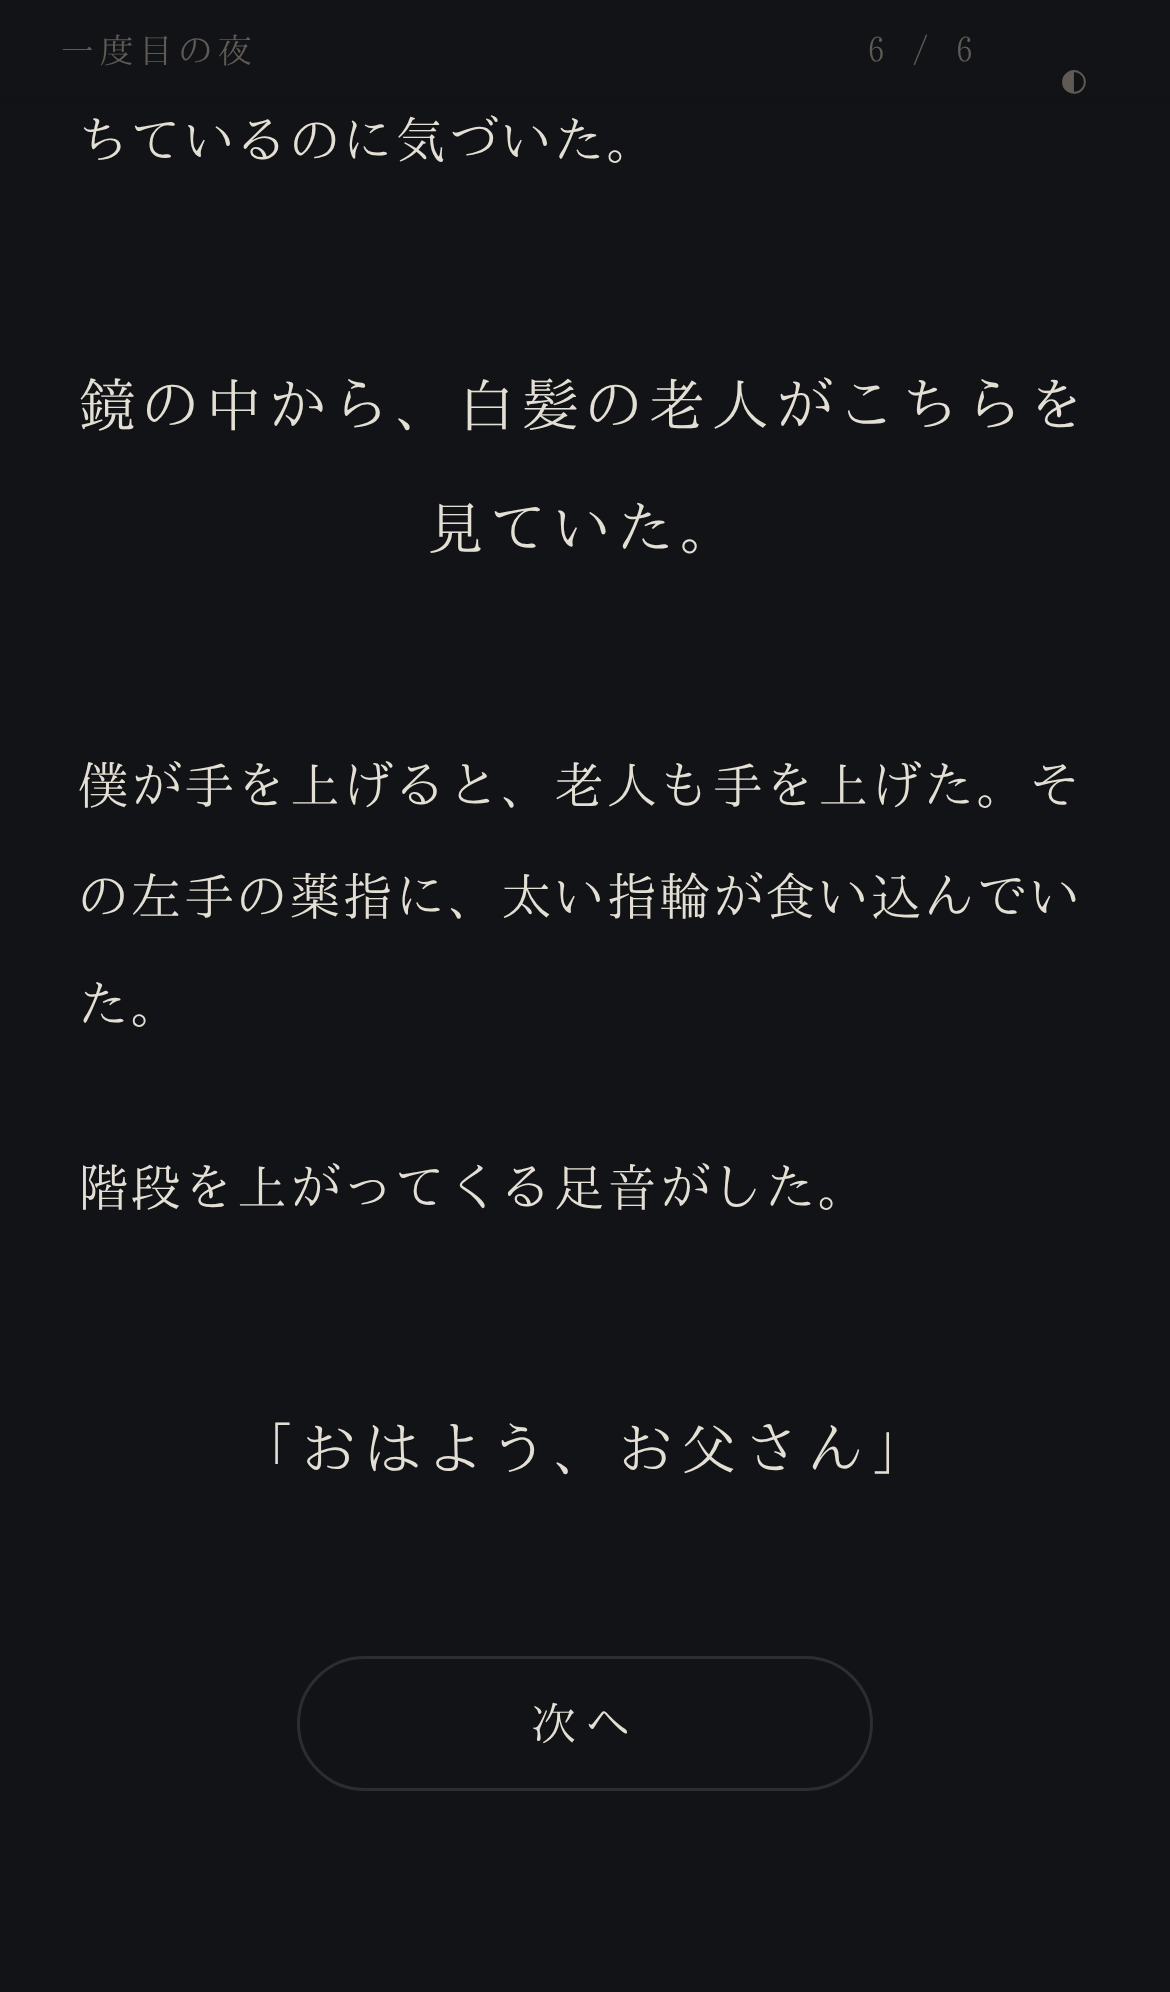 一度目の夜
6 / 6
ちているのに気づいた。
鏡の中から、白髪の老人がこちらを
見ていた。
僕が手を上げると、老人も手を上げた。そ
の左手の薬指に、太い指輪が食い込んでい
た。
階段を上がってくる足音がした。
「おはよう、お父さん」
次へ